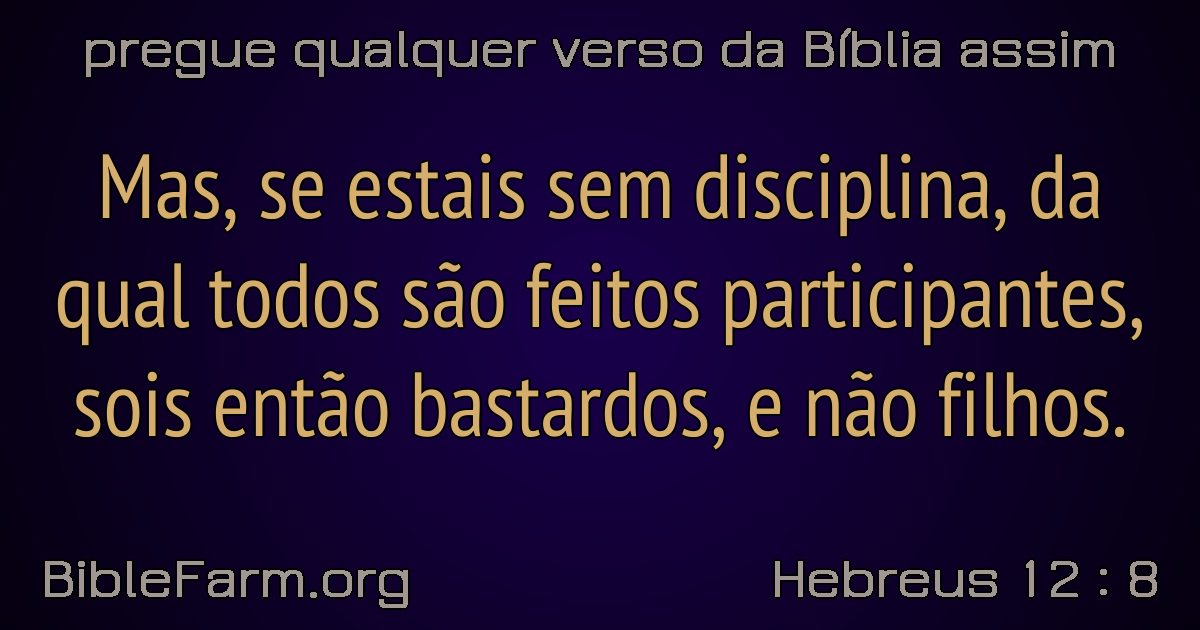 pregue qualquer verso da Bíblia assim
Mas, se estais sem disciplina, da
qual todos são feitos participantes,
sois então bastardos, e não filhos.
BibleFarm.org
Hebreus 12 : 8